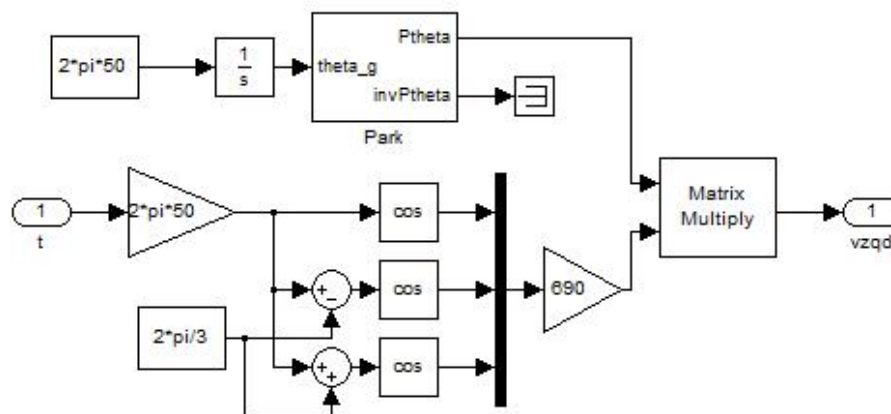 2*pi*50
1
s
theta_g
Ptheta
invPtheta
Park
1
t
2*pi*50
cos
cos
cos
+
-
+
+
2*pi/3
690
Matrix
Multiply
1
vzqd